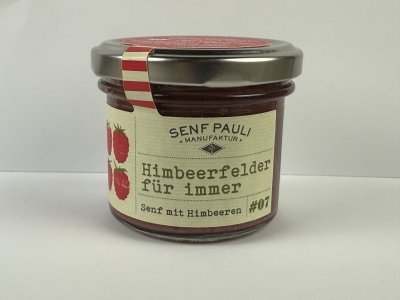 SENF PAULI
MANUFAKTUR
Himbeerfelder
für immer
Senf mit Himbeeren #07